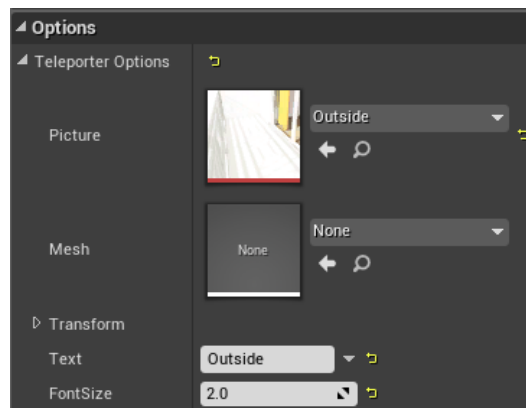 Options
Teleporter Options
Picture
Outside
Mesh
None
None
Transform
Text
Outside
FontSize
2.0